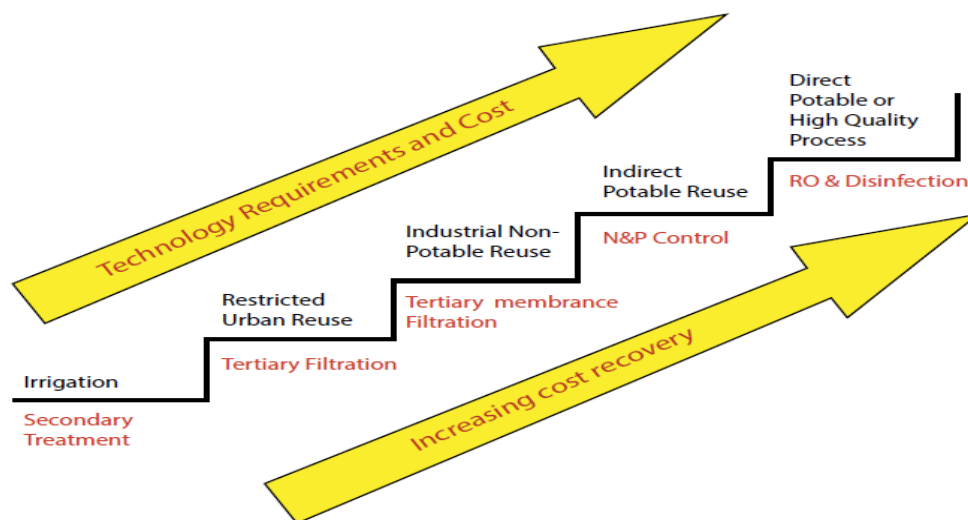 Technology Requirements and Cost
Direct
Potable or
High Quality
Process
RO & Disinfection
Indirect
Potable Reuse
N&P Control
Industrial Non-
Potable Reuse
Tertiary membrance
Filtration
Restricted
Urban Reuse
Tertiary Filtration
Irrigation
Secondary
Treatment
Increasing cost recovery